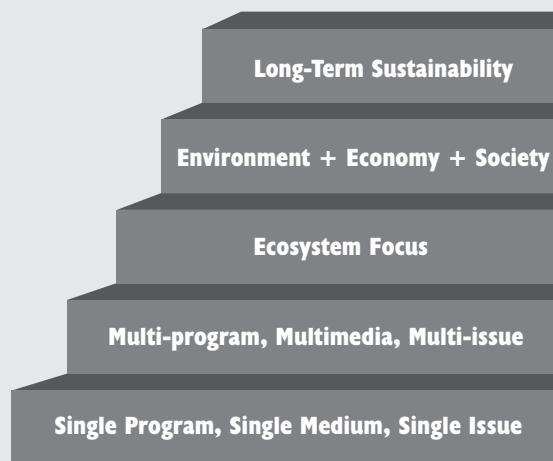 Long-Term Sustainability
Environment + Economy + Society
Ecosystem Focus
Multi-program, Multimedia, Multi-issue
Single Program, Single Medium, Single Issue